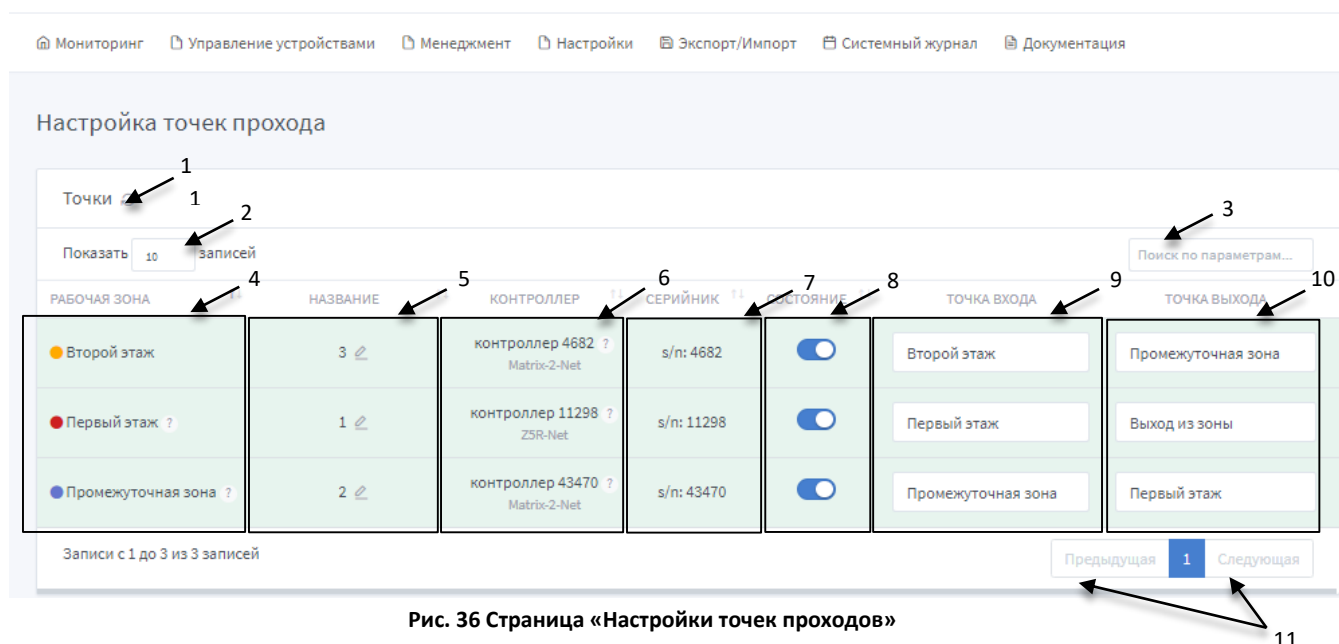 Мониторинг Управление устройствами Менеджмент Настройки Экспорт/Импорт Системный журнал Документация
Настройка точек прохода
1
Точки 1
2 3
Показать 10 записей Поиск по параметрам...
4 5 6 7 8 9 10
РАБОЧАЯ ЗОНА НАЗВАНИЕ КОНТРОЛЛЕР СЕРИЙНИК СОСТОЯНИЕ ТОЧКА ВХОДА ТОЧКА ВЫХОДА
Второй этаж 3 контроллер 4682 ? s/n: 4682 Второй этаж Промежуточная зона
Matrix-2-Net
Первый этаж ? 1 контроллер 11298 ? s/n: 11298 Первый этаж Выход из зоны
Z5R-Net
Промежуточная зона ? 2 контроллер 43470 ? s/n: 43470 Промежуточная зона Первый этаж
Matrix-2-Net
Записи с 1 до 3 из 3 записей Предыдущая 1 Следующая
Рис. 36 Страница «Настройки точек проходов»
11